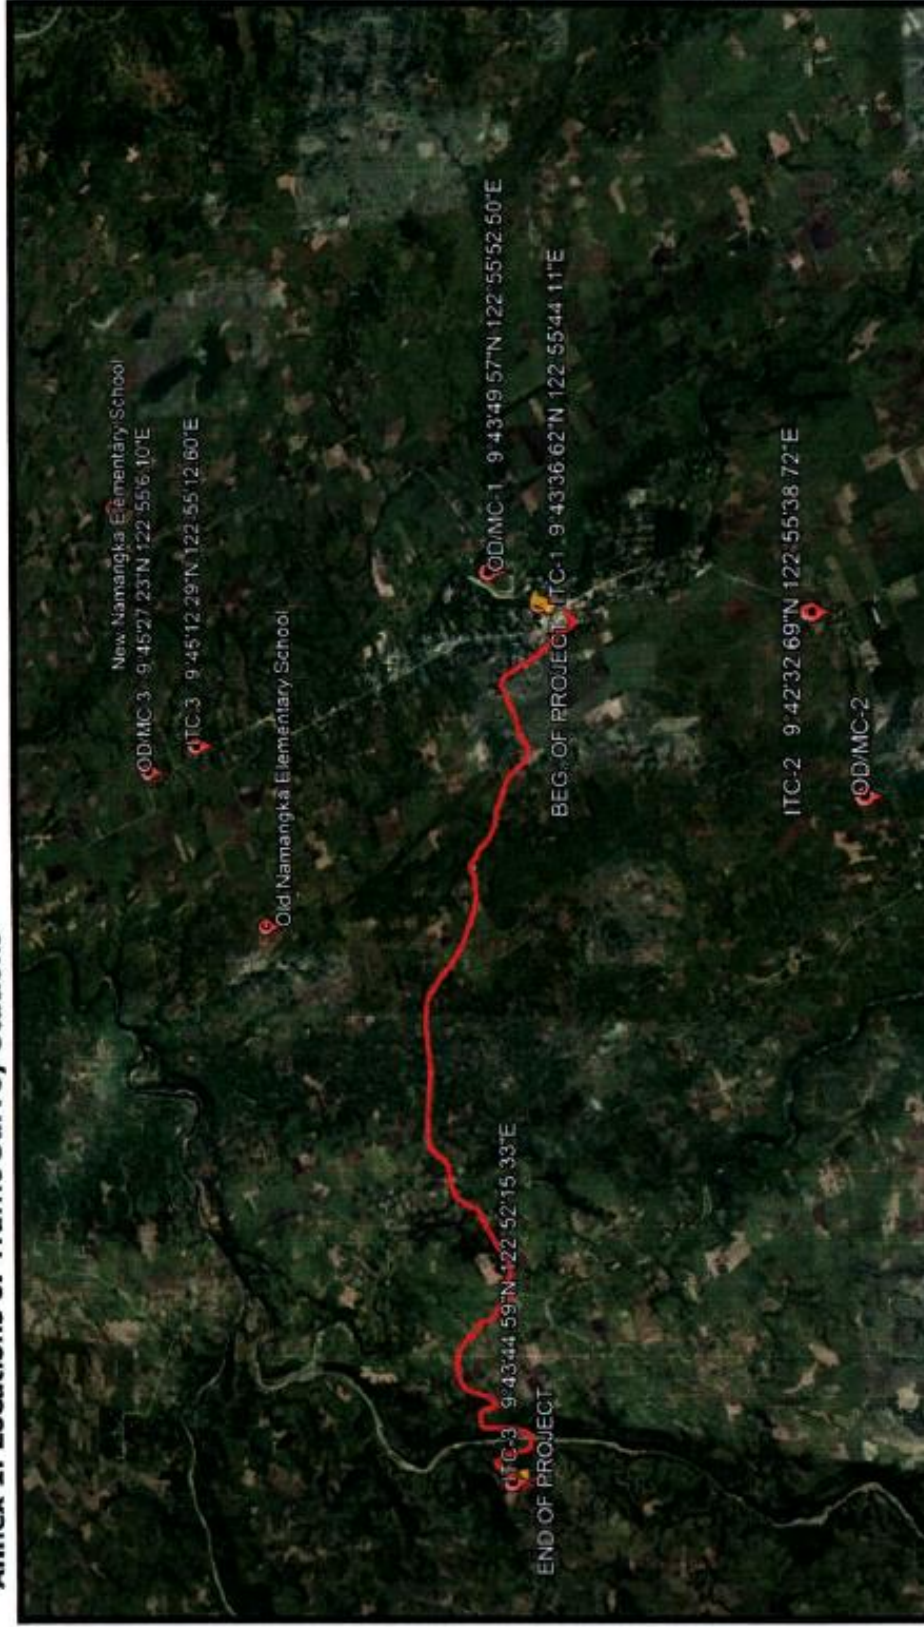 New Namangka Elementary School
OD/MC-3 9°45'27.23"N 122°55'6.10"E
ITC-3 9°45'12.29"N 122°55'12.60"E
Old Namangka Elementary School
OD/MC-1 9°43'49.57"N 122°55'52.50"E
ITC-1 9°43'36.62"N 122°55'44.11"E
BEG. OF PROJECT
ITC-3 9°43'44.59"N 122°52'15.33"E
END OF PROJECT
ITC-2 9°42'32.69"N 122°55'38.72"E
OD/MC-2